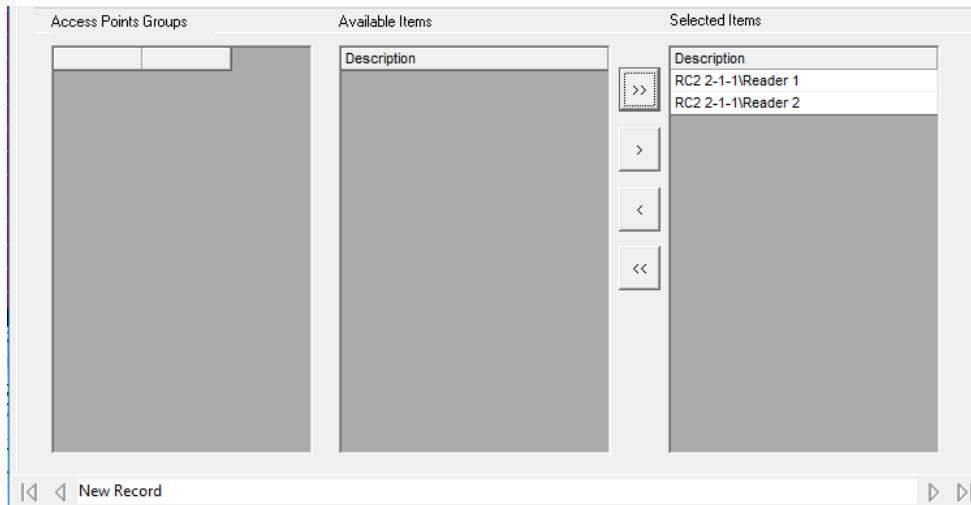 Access Points Groups
Available Items
Selected Items
Description
Description
RC2 2-1-1\Reader 1
RC2 2-1-1\Reader 2
>>
>
<
<<
New Record